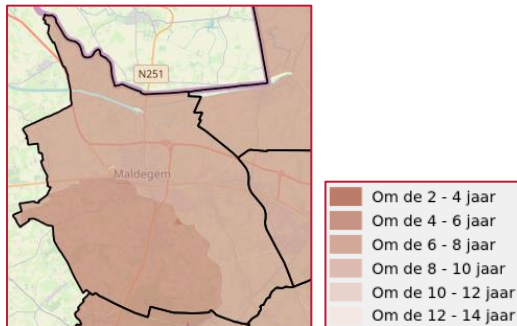 N251
Maldegem
Om de 2 - 4 jaar
Om de 4 - 6 jaar
Om de 6 - 8 jaar
Om de 8 - 10 jaar
Om de 10 - 12 jaar
Om de 12 - 14 jaar